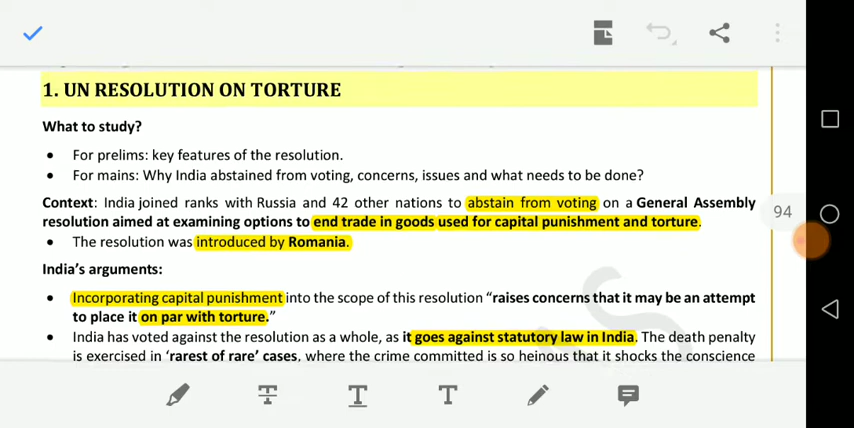 1. UN RESOLUTION ON TORTURE
What to study?
• For prelims: key features of the resolution.
• For mains: Why India abstained from voting, concerns, issues and what needs to be done?
Context: India joined ranks with Russia and 42 other nations to abstain from voting on a General Assembly
resolution aimed at examining options to end trade in goods used for capital punishment and torture.
94
• The resolution was introduced by Romania.
India's arguments:
• Incorporating capital punishment into the scope of this resolution “raises concerns that it may be an attempt
to place it on par with torture.”
• India has voted against the resolution as a whole, as it goes against statutory law in India. The death penalty
is exercised in ‘rarest of rare’ cases, where the crime committed is so heinous that it shocks the conscience